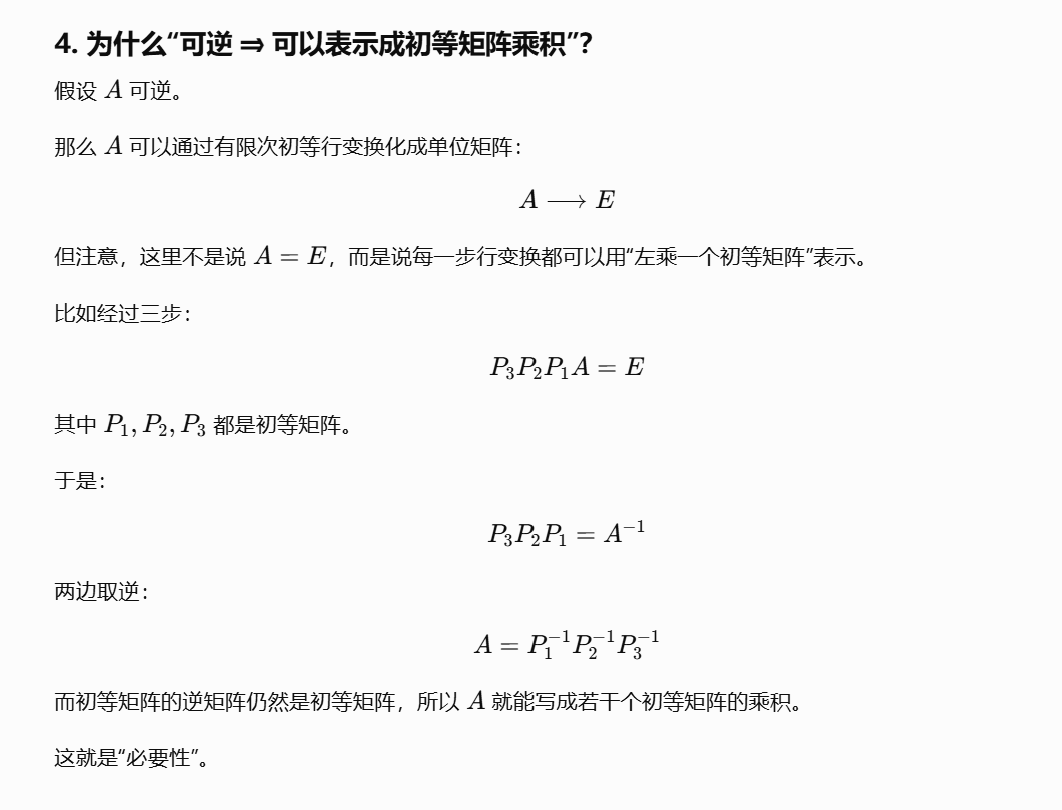 4. 为什么“可逆 ⇒ 可以表示成初等矩阵乘积”？
假设 A 可逆。
那么 A 可以通过有限次初等行变换化成单位矩阵：
A ⟶ E
但注意，这里不是说 A = E，而是说每一步行变换都可以用“左乘一个初等矩阵”表示。
比如经过三步：
P₃P₂P₁A = E
其中 P₁, P₂, P₃ 都是初等矩阵。
于是：
P₃P₂P₁ = A⁻¹
两边取逆：
A = P₁⁻¹P₂⁻¹P₃⁻¹
而初等矩阵的逆矩阵仍然是初等矩阵，所以 A 就能写成若干个初等矩阵的乘积。
这就是“必要性”。